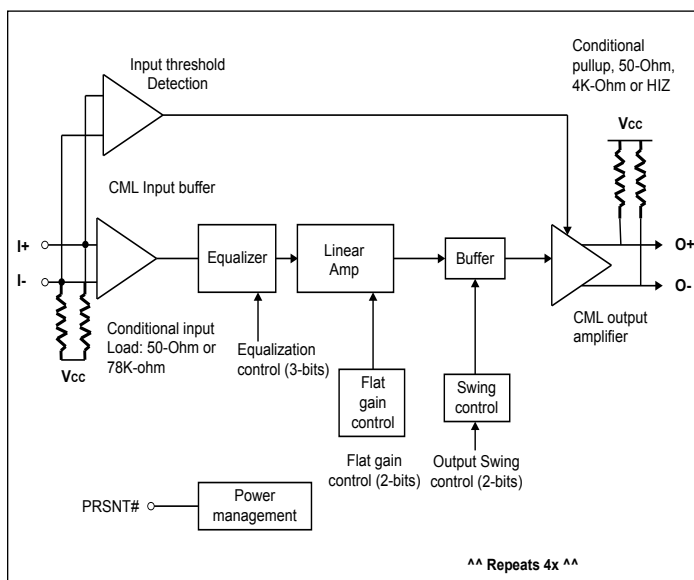 Conditional
pullup, 50-Ohm,
4K-Ohm or HIZ
Input threshold
Detection
Vcc
CML Input buffer
I+
I-
Equalizer
Linear
Amp
Buffer
O+
O-
CML output
amplifier
Conditional input
Load: 50-Ohm or
78K-ohm
Vcc
Equalization
control (3-bits)
Flat
gain
control
Swing
control
Flat gain
control (2-bits)
Output Swing
control (2-bits)
PRSNT#
Power
management
^^ Repeats 4x ^^